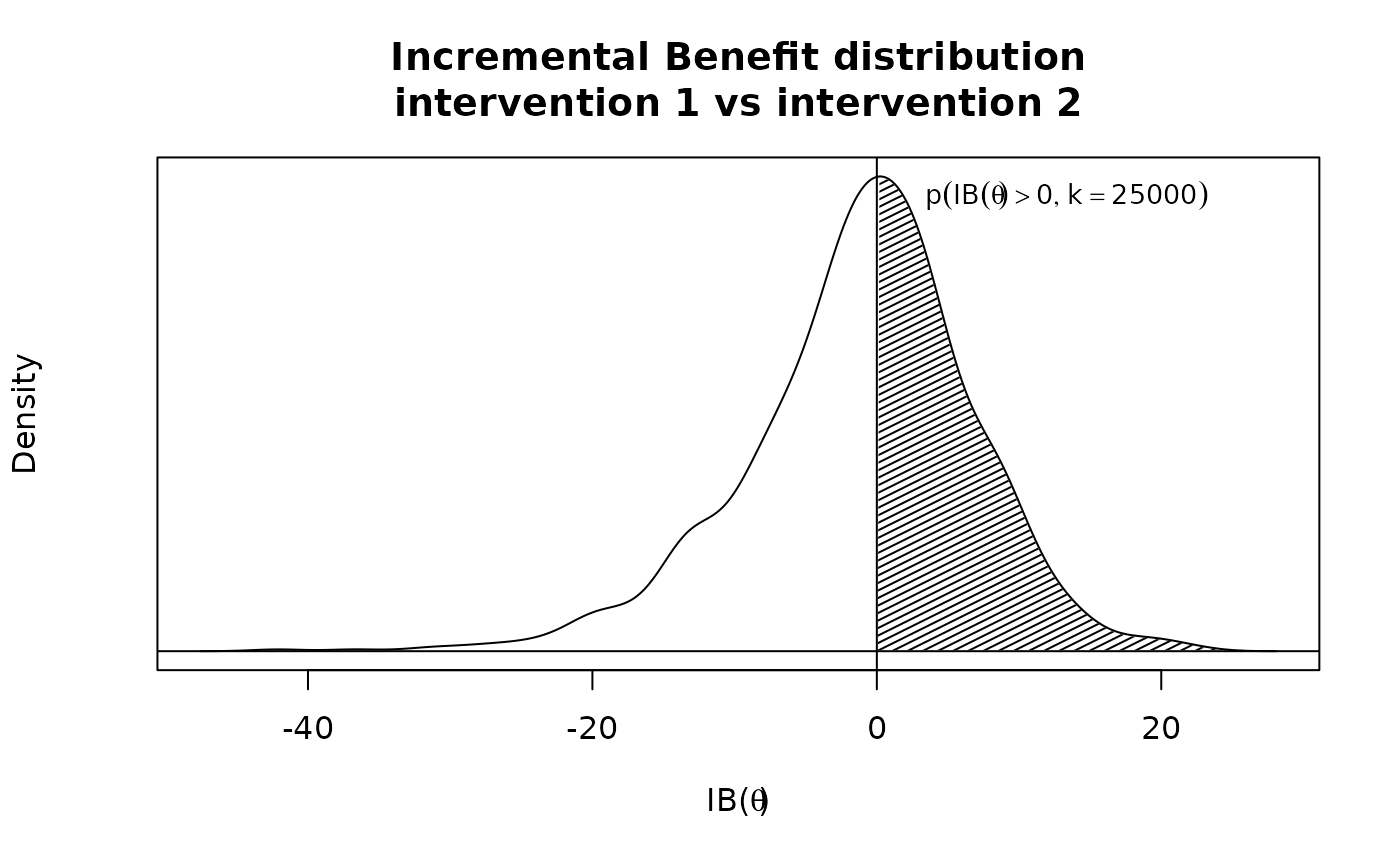 Incremental Benefit distribution
intervention 1 vs intervention 2
p(IB(θ) > 0, k = 25000)
Density
-40 -20 0 20
IB(θ)